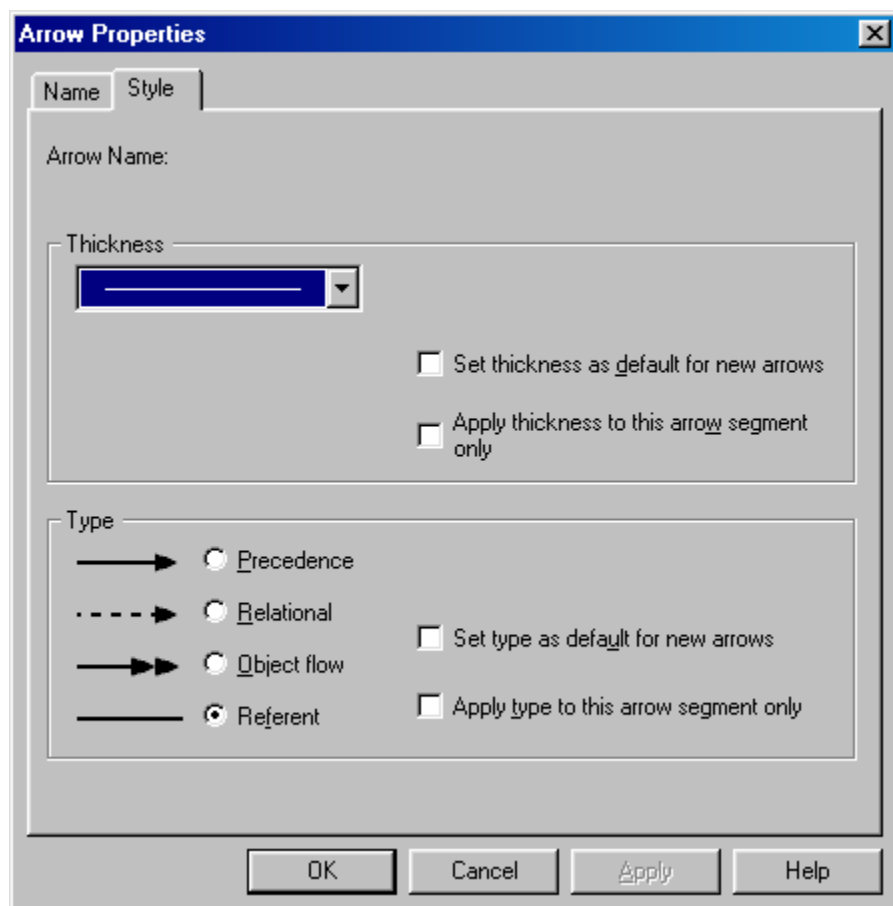 Arrow Properties
Name Style
Arrow Name:
Thickness
Set thickness as default for new arrows
Apply thickness to this arrow segment
only
Type
Precedence
Relational
Object flow
Referent
Set type as default for new arrows
Apply type to this arrow segment only
OK Cancel Apply Help